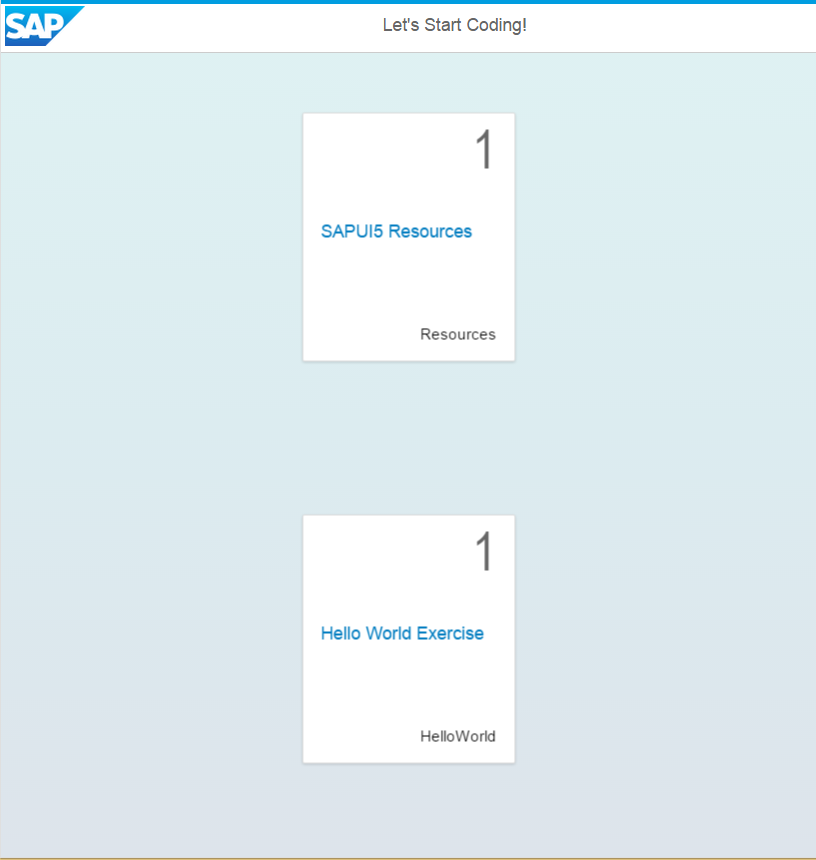 SAP
Let's Start Coding!
1
SAPUI5 Resources
Resources
1
Hello World Exercise
HelloWorld